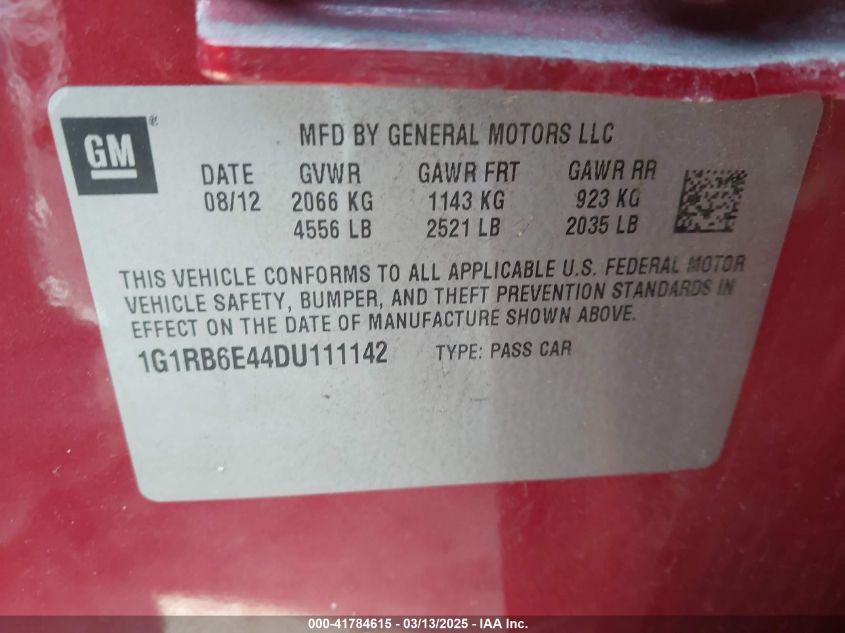 GM®
MFD BY GENERAL MOTORS LLC
DATE GVWR GAWR FRT GAWR RR
08/12 2066 KG 1143 KG 923 KG
4556 LB 2521 LB 2035 LB
THIS VEHICLE CONFORMS TO ALL APPLICABLE U.S. FEDERAL MOTOR
VEHICLE SAFETY, BUMPER, AND THEFT PREVENTION STANDARDS IN
EFFECT ON THE DATE OF MANUFACTURE SHOWN ABOVE.
1G1RB6E44DU111142 TYPE: PASS CAR
000-41784615 - 03/13/2025 - IAA Inc.